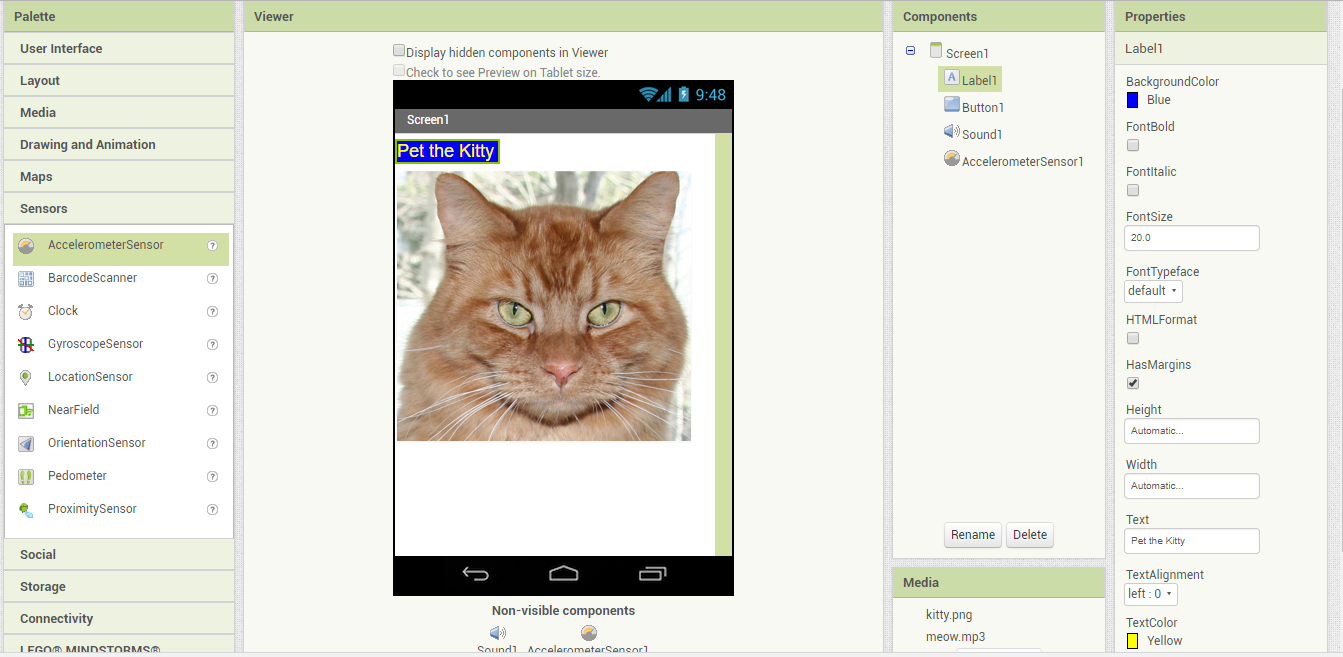 Palette
User Interface
Layout
Media
Drawing and Animation
Maps
Sensors
AccelerometerSensor ?
BarcodeScanner ?
Clock ?
GyroscopeSensor ?
LocationSensor ?
NearField ?
OrientationSensor ?
Pedometer ?
ProximitySensor ?
Social
Storage
Connectivity
LEGO® MINDSTORMS®
Viewer
Display hidden components in Viewer
Check to see Preview on Tablet size.
9:48
Screen1
Pet the Kitty
Non-visible components
Sound1 AccelerometerSensor1
Components
Screen1
A Label1
Button1
Sound1
AccelerometerSensor1
Rename Delete
Media
kitty.png
meow.mp3
Properties
Label1
BackgroundColor
Blue
FontBold
FontItalic
FontSize
20.0
FontTypeface
default
HTMLFormat
HasMargins
Height
Automatic...
Width
Automatic...
Text
Pet the Kitty
TextAlignment
left : 0
TextColor
Yellow